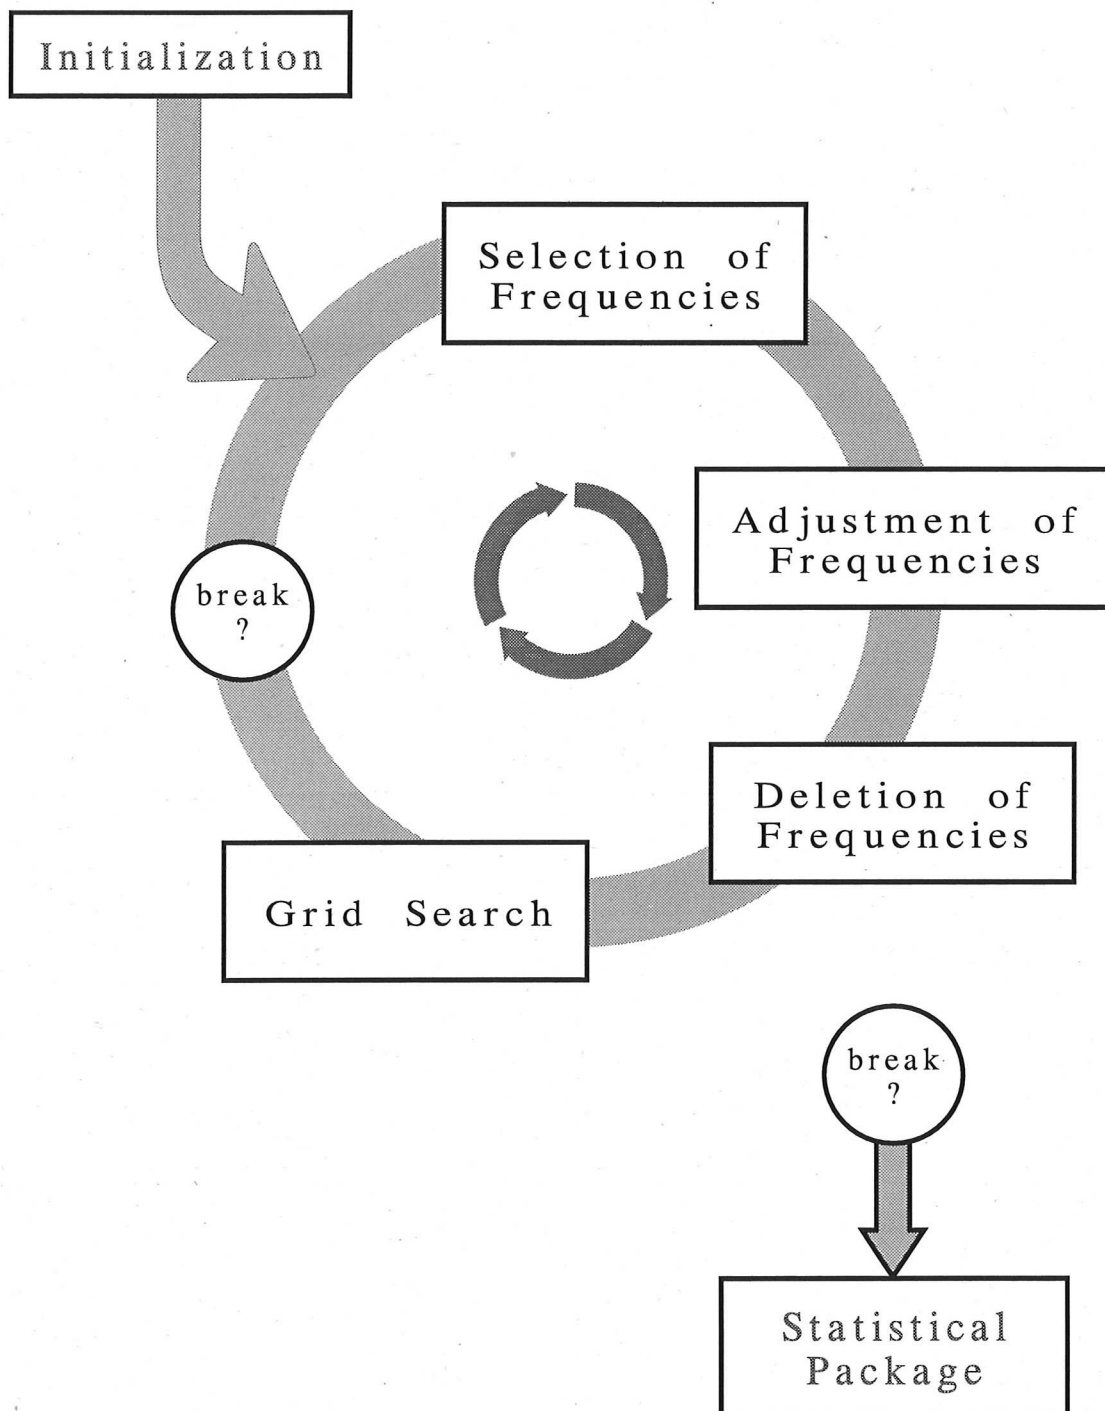 Initialization
Selection of
Frequencies
Adjustment of
Frequencies
break
?
Deletion of
Frequencies
Grid Search
break
?
Statistical
Package